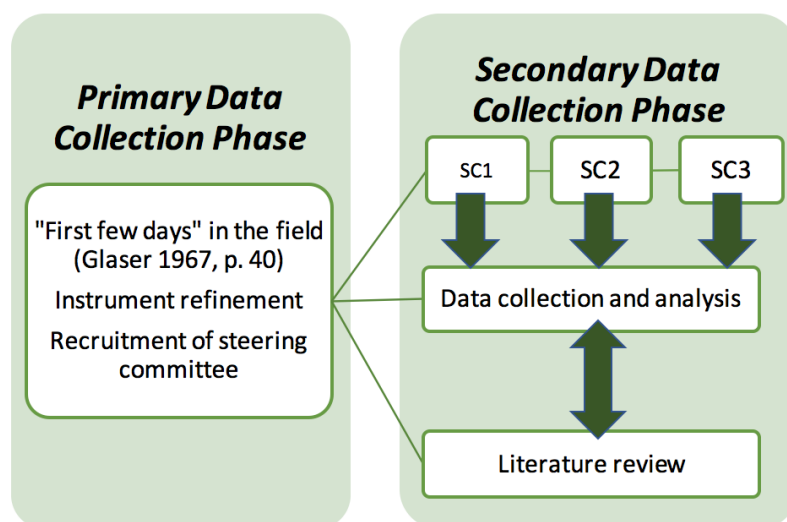 Primary Data
Collection Phase
"First few days" in the field
(Glaser 1967, p. 40)
Instrument refinement
Recruitment of steering
committee
Secondary Data
Collection Phase
SC1
SC2
SC3
Data collection and analysis
Literature review